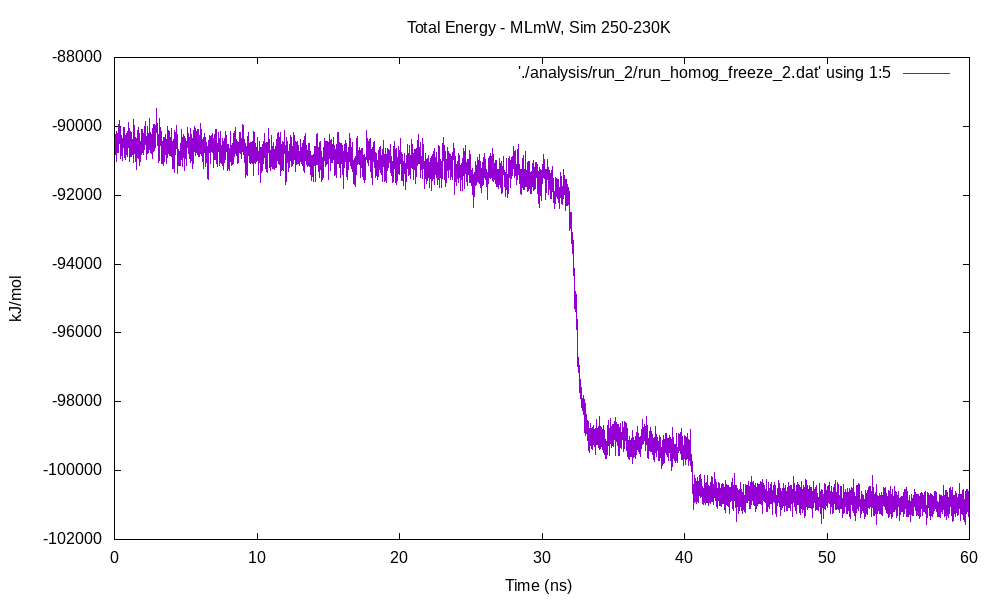 Total Energy - MLmW, Sim 250-230K
'./analysis/run_2/run_homog_freeze_2.dat' using 1:5
-88000
-90000
-92000
-94000
-96000
-98000
-100000
-102000
kJ/mol
0 10 20 30 40 50 60
Time (ns)